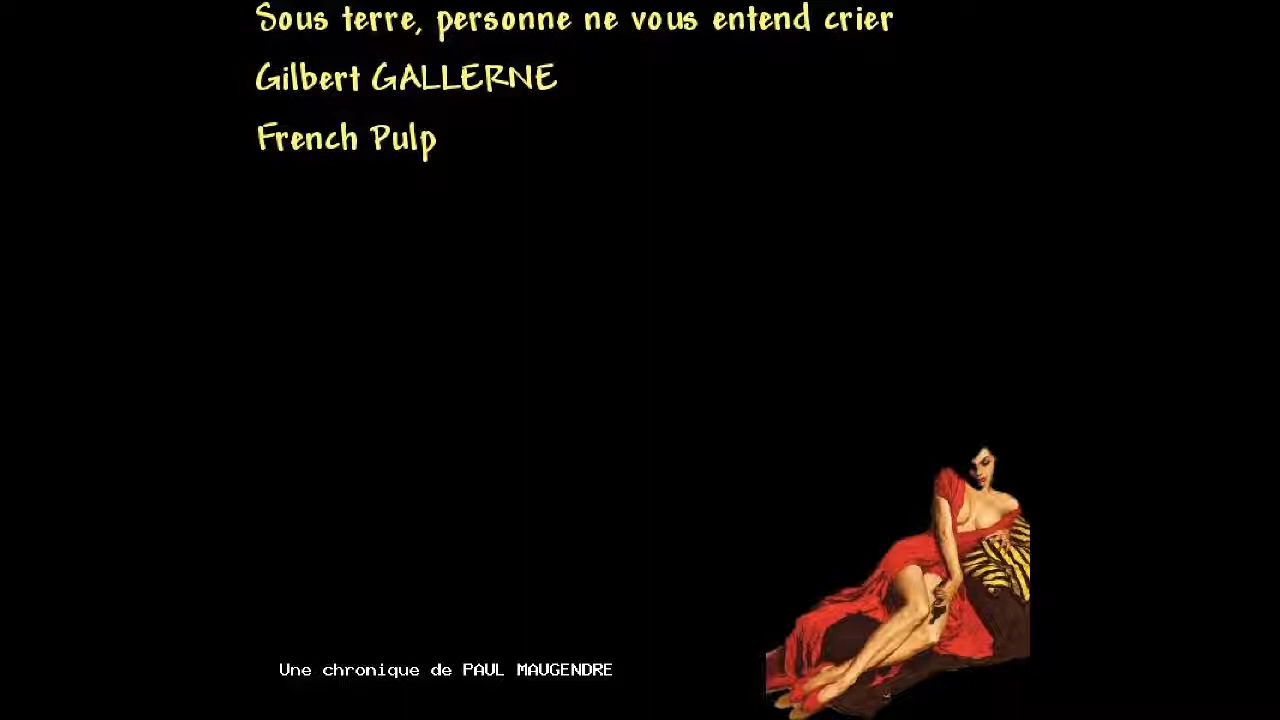 Sous terre, personne ne vous entend crier
Gilbert GALLERNE
French Pulp
Une chronique de PAUL MAUGENDRE